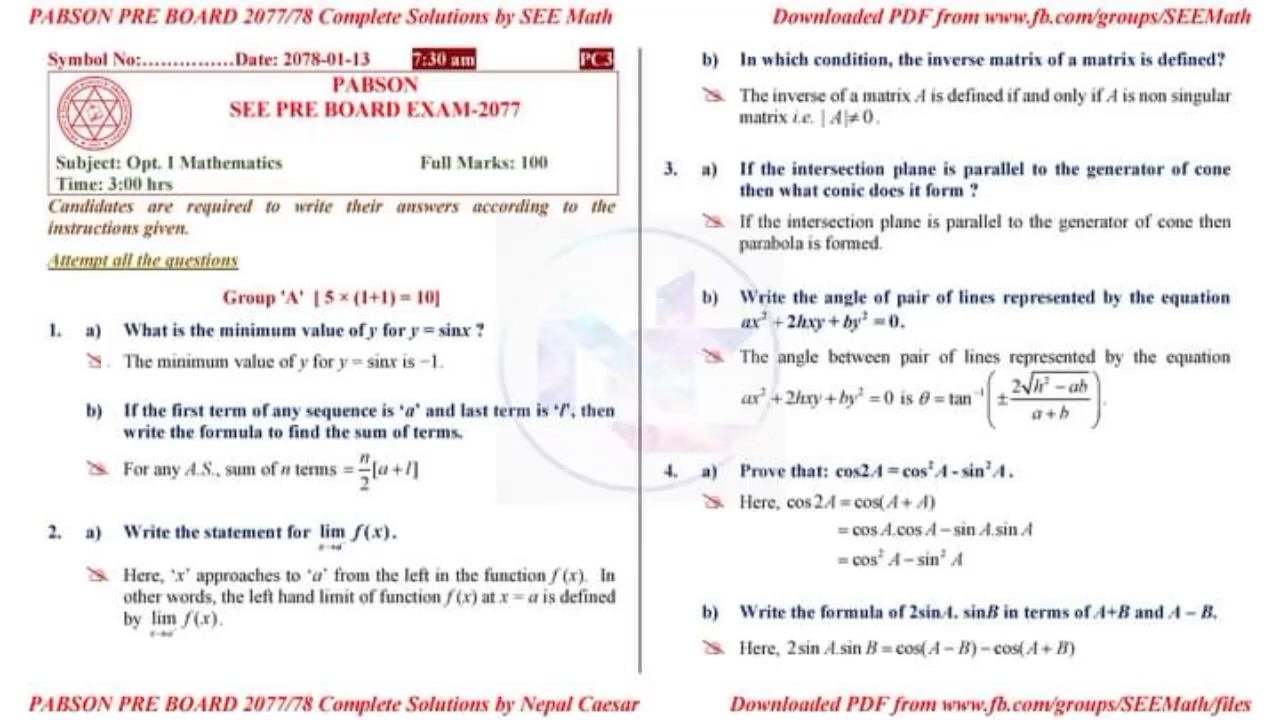 PABSON PRE BOARD 2077/78 Complete Solutions by SEE Math
Downloaded PDF from www.fb.com/groups/SEEMath
Symbol No:...............Date: 2078-01-13 7:30 am PC3
PABSON
SEE PRE BOARD EXAM-2077
Subject: Opt. I Mathematics Full Marks: 100
Time: 3:00 hrs
Candidates are required to write their answers according to the
instructions given.
Attempt all the questions
Group 'A' [ 5 × (1+1) = 10]
1. a) What is the minimum value of y for y = sinx ?
The minimum value of y for y = sinx is −1.
b) If the first term of any sequence is ‘a’ and last term is ‘l’, then
write the formula to find the sum of terms.
For any A.S., sum of n terms = n/2 [a + l]
2. a) Write the statement for lim f(x).
Here, ‘x’ approaches to ‘a’ from the left in the function f(x). In
other words, the left hand limit of function f(x) at x = a is defined
by lim f(x).
b) In which condition, the inverse matrix of a matrix is defined?
The inverse of a matrix A is defined if and only if A is non singular
matrix i.e. | A|≠ 0.
3. a) If the intersection plane is parallel to the generator of cone
then what conic does it form ?
If the intersection plane is parallel to the generator of cone then
parabola is formed.
b) Write the angle of pair of lines represented by the equation
ax² + 2hxy + by² = 0.
The angle between pair of lines represented by the equation
ax² + 2hxy + by² = 0 is θ = tan⁻¹(± 2√(h² − ab) / (a + b)).
4. a) Prove that: cos2A = cos²A - sin²A.
Here, cos 2A = cos(A + A)
= cos A.cos A − sin A.sin A
= cos² A − sin² A
b) Write the formula of 2sinA. sinB in terms of A+B and A − B.
Here, 2 sin A.sin B = cos(A − B) − cos(A + B)
PABSON PRE BOARD 2077/78 Complete Solutions by Nepal Caesar
Downloaded PDF from www.fb.com/groups/SEEMath/files